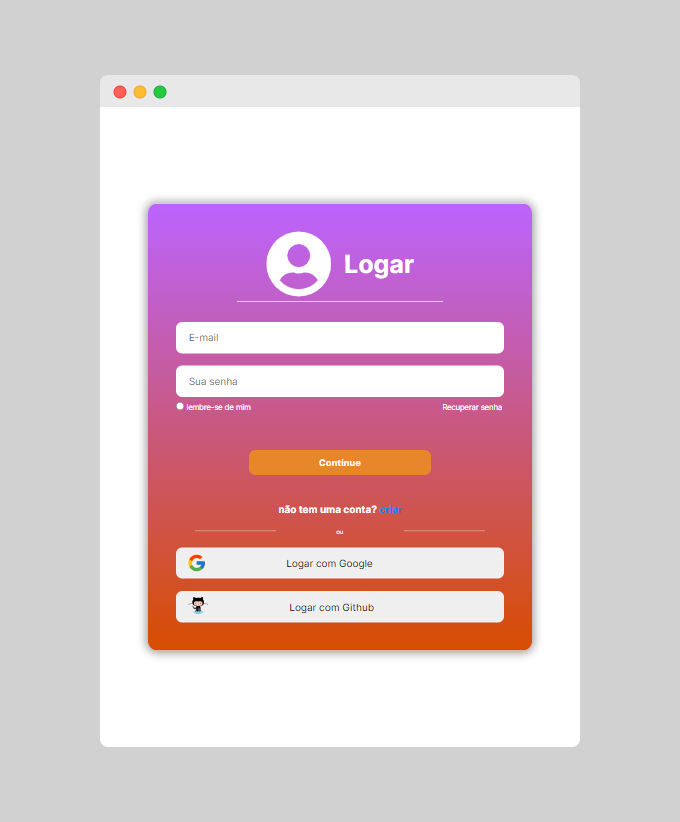 Logar
E-mail
Sua senha
lembre-se de mim
Recuperar senha
Continue
não tem uma conta? criar
ou
Logar com Google
Logar com Github